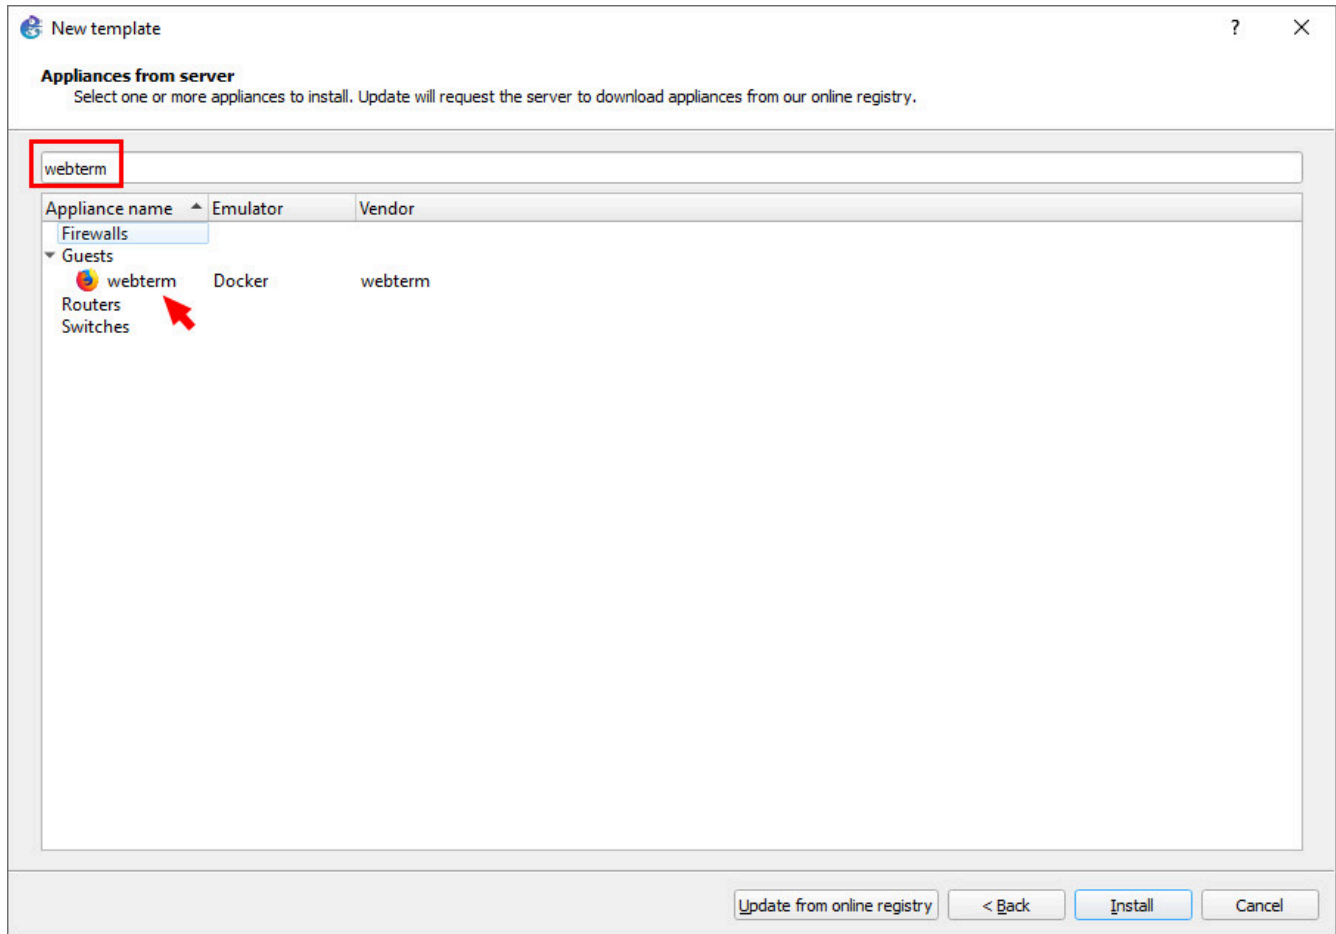 New template
?
Appliances from server
Select one or more appliances to install. Update will request the server to download appliances from our online registry.
webterm
Appliance name Emulator Vendor
Firewalls
Guests
webterm Docker webterm
Routers
Switches
Update from online registry < Back Install Cancel